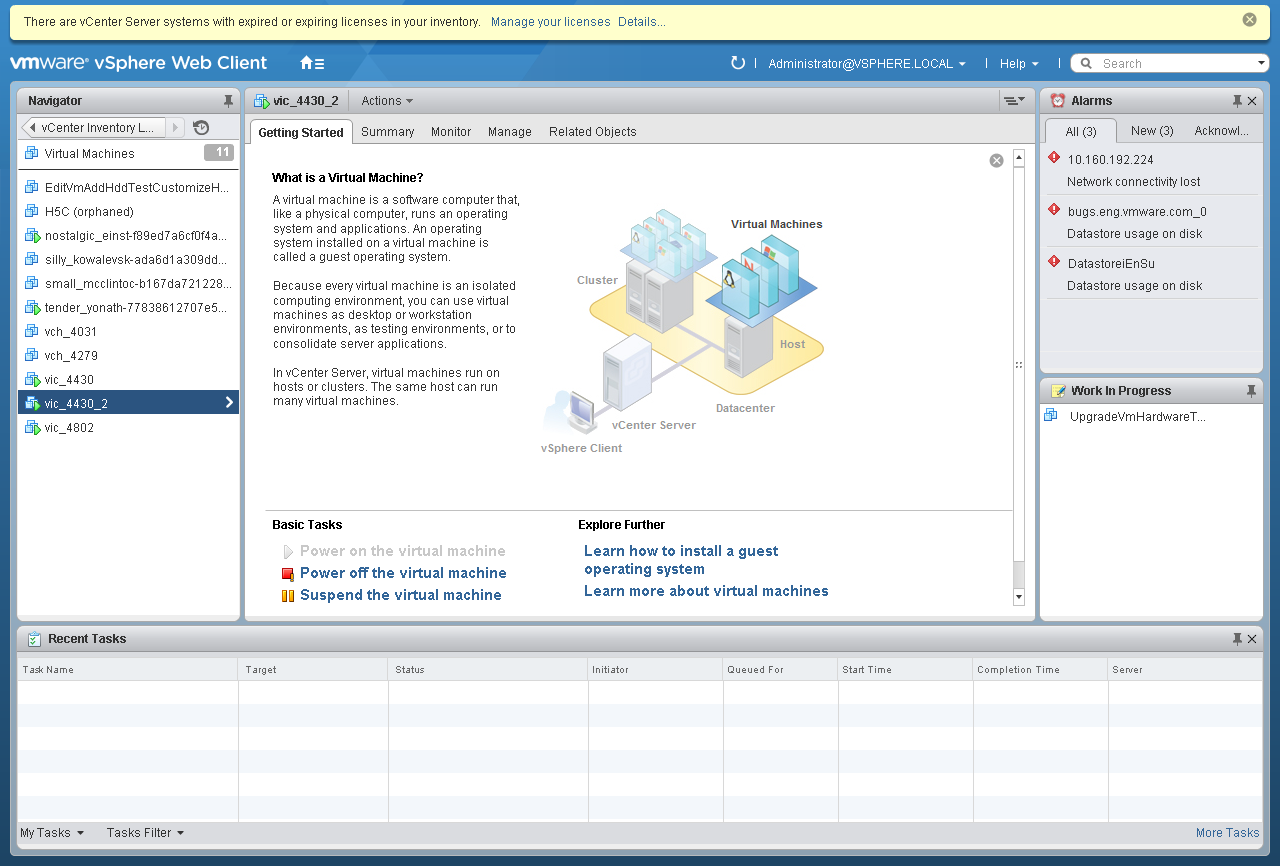 There are vCenter Server systems with expired or expiring licenses in your inventory. Manage your licenses Details...
vmware® vSphere Web Client
Administrator@VSPHERE.LOCAL
Help
Search
Navigator
vCenter Inventory L...
Virtual Machines 11
EditVmAddHddTestCustomizeH...
H5C (orphaned)
nostalgic_einst-f89ed7a6cf0f4a...
silly_kowalevsk-ada6d1a309dd...
small_mcclintoc-b167da721228...
tender_yonath-77838612707e5...
vch_4031
vch_4279
vic_4430
vic_4430_2
vic_4802
vic_4430_2 Actions
Getting Started Summary Monitor Manage Related Objects
What is a Virtual Machine?
A virtual machine is a software computer that,
like a physical computer, runs an operating
system and applications. An operating
system installed on a virtual machine is
called a guest operating system.
Because every virtual machine is an isolated
computing environment, you can use virtual
machines as desktop or workstation
environments, as testing environments, or to
consolidate server applications.
In vCenter Server, virtual machines run on
hosts or clusters. The same host can run
many virtual machines.
Virtual Machines
Cluster
Host
Datacenter
vCenter Server
vSphere Client
Basic Tasks
Power on the virtual machine
Power off the virtual machine
Suspend the virtual machine
Explore Further
Learn how to install a guest
operating system
Learn more about virtual machines
Alarms
All (3) New (3) Acknowl...
10.160.192.224
Network connectivity lost
bugs.eng.vmware.com_0
Datastore usage on disk
DatastoreiEnSu
Datastore usage on disk
Work In Progress
UpgradeVmHardwareT...
Recent Tasks
Task Name Target Status Initiator Queued For Start Time Completion Time Server
My Tasks Tasks Filter More Tasks